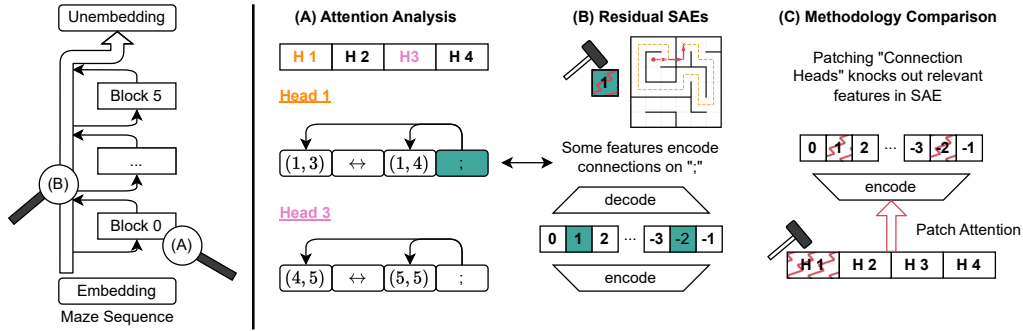 Unembedding
Block 5
...
(B)
Block 0
(A)
Embedding
Maze Sequence
(A) Attention Analysis
H 1 H 2 H3 H 4
Head 1
(1, 3) ↔ (1, 4) ;
Head 3
(4, 5) ↔ (5, 5) ;
(B) Residual SAEs
1
Some features encode
connections on ";"
decode
0 1 2 ... -3 -2 -1
encode
(C) Methodology Comparison
Patching "Connection
Heads" knocks out relevant
features in SAE
0 1 2 ... -3 -2 -1
encode
Patch Attention
H 1 H 2 H 3 H 4